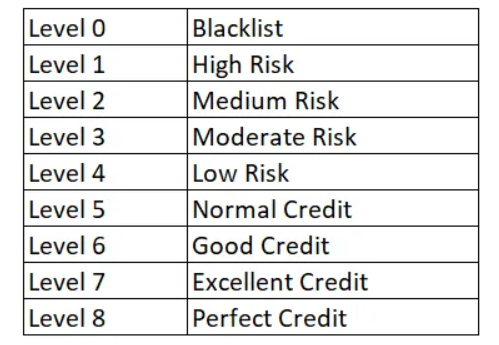 Level 0 Blacklist
Level 1 High Risk
Level 2 Medium Risk
Level 3 Moderate Risk
Level 4 Low Risk
Level 5 Normal Credit
Level 6 Good Credit
Level 7 Excellent Credit
Level 8 Perfect Credit